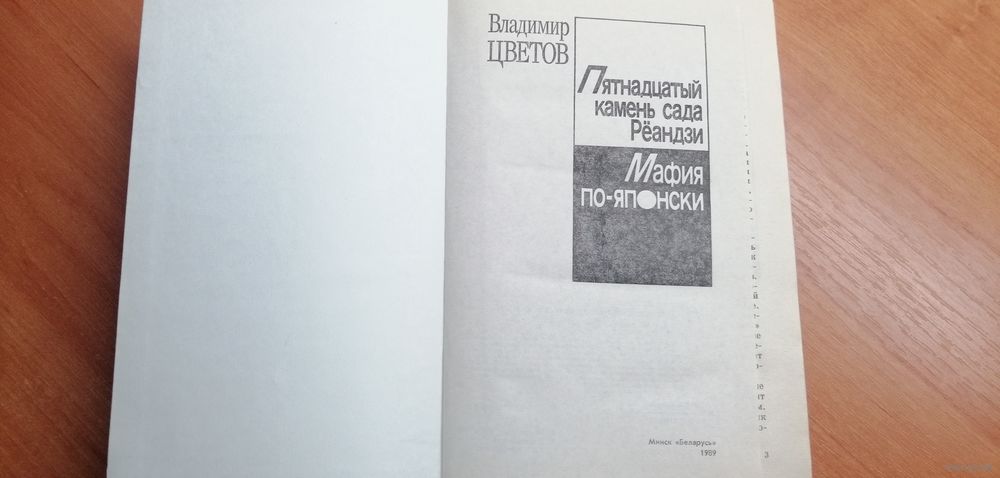 Владимир
ЦВЕТОВ
Пятнадцатый
камень сада
Рёандзи
Мафия
по-японски
Минск «Беларусь»
1989
3